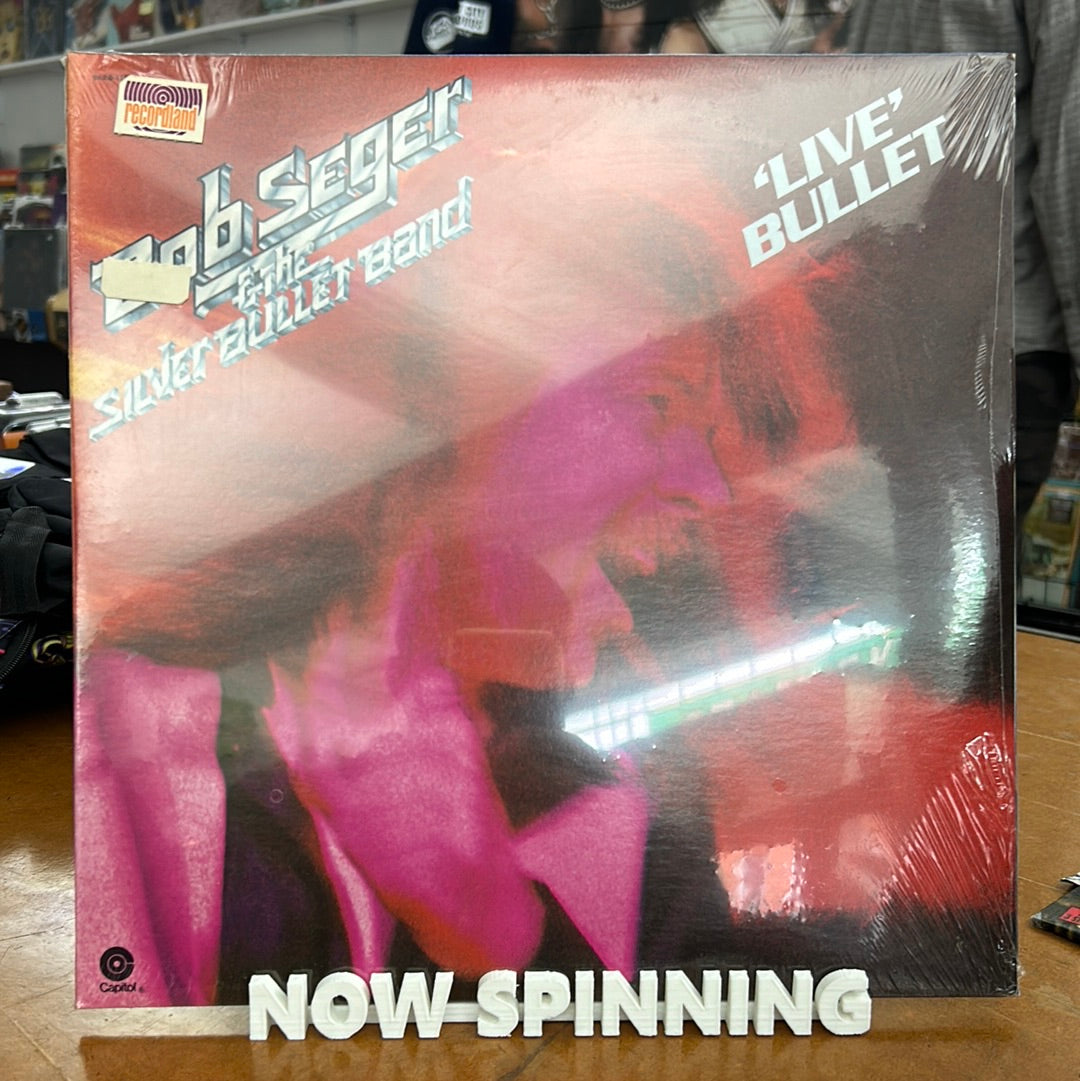 recordland
Bob Seger
& The
SILVER BULLET Band
'LIVE'
BULLET
Capitol
NOW SPINNING